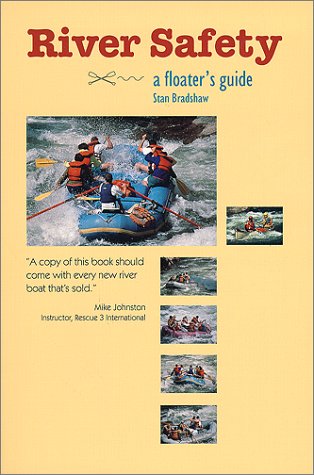 River Safety
a floater's guide
Stan Bradshaw
"A copy of this book should
come with every new river
boat that's sold."
Mike Johnston
Instructor, Rescue 3 International